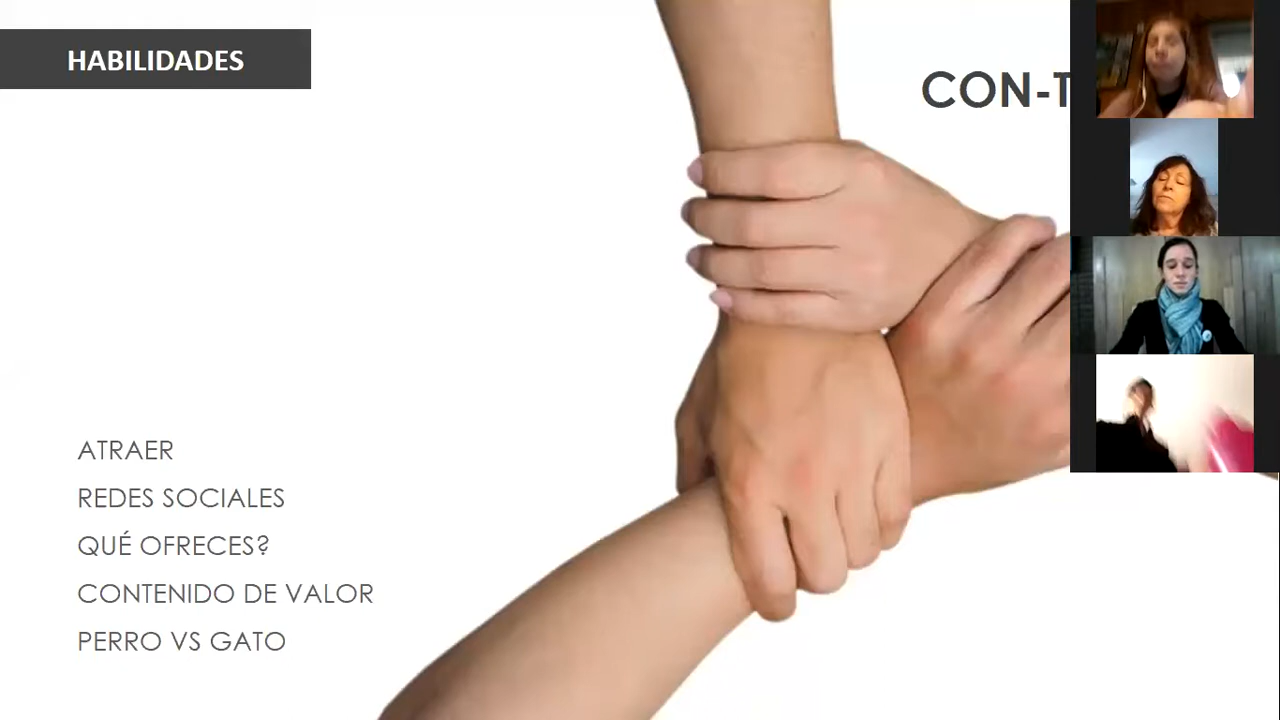 HABILIDADES
CON-T
ATRAER
REDES SOCIALES
QUÉ OFRECES?
CONTENIDO DE VALOR
PERRO VS GATO